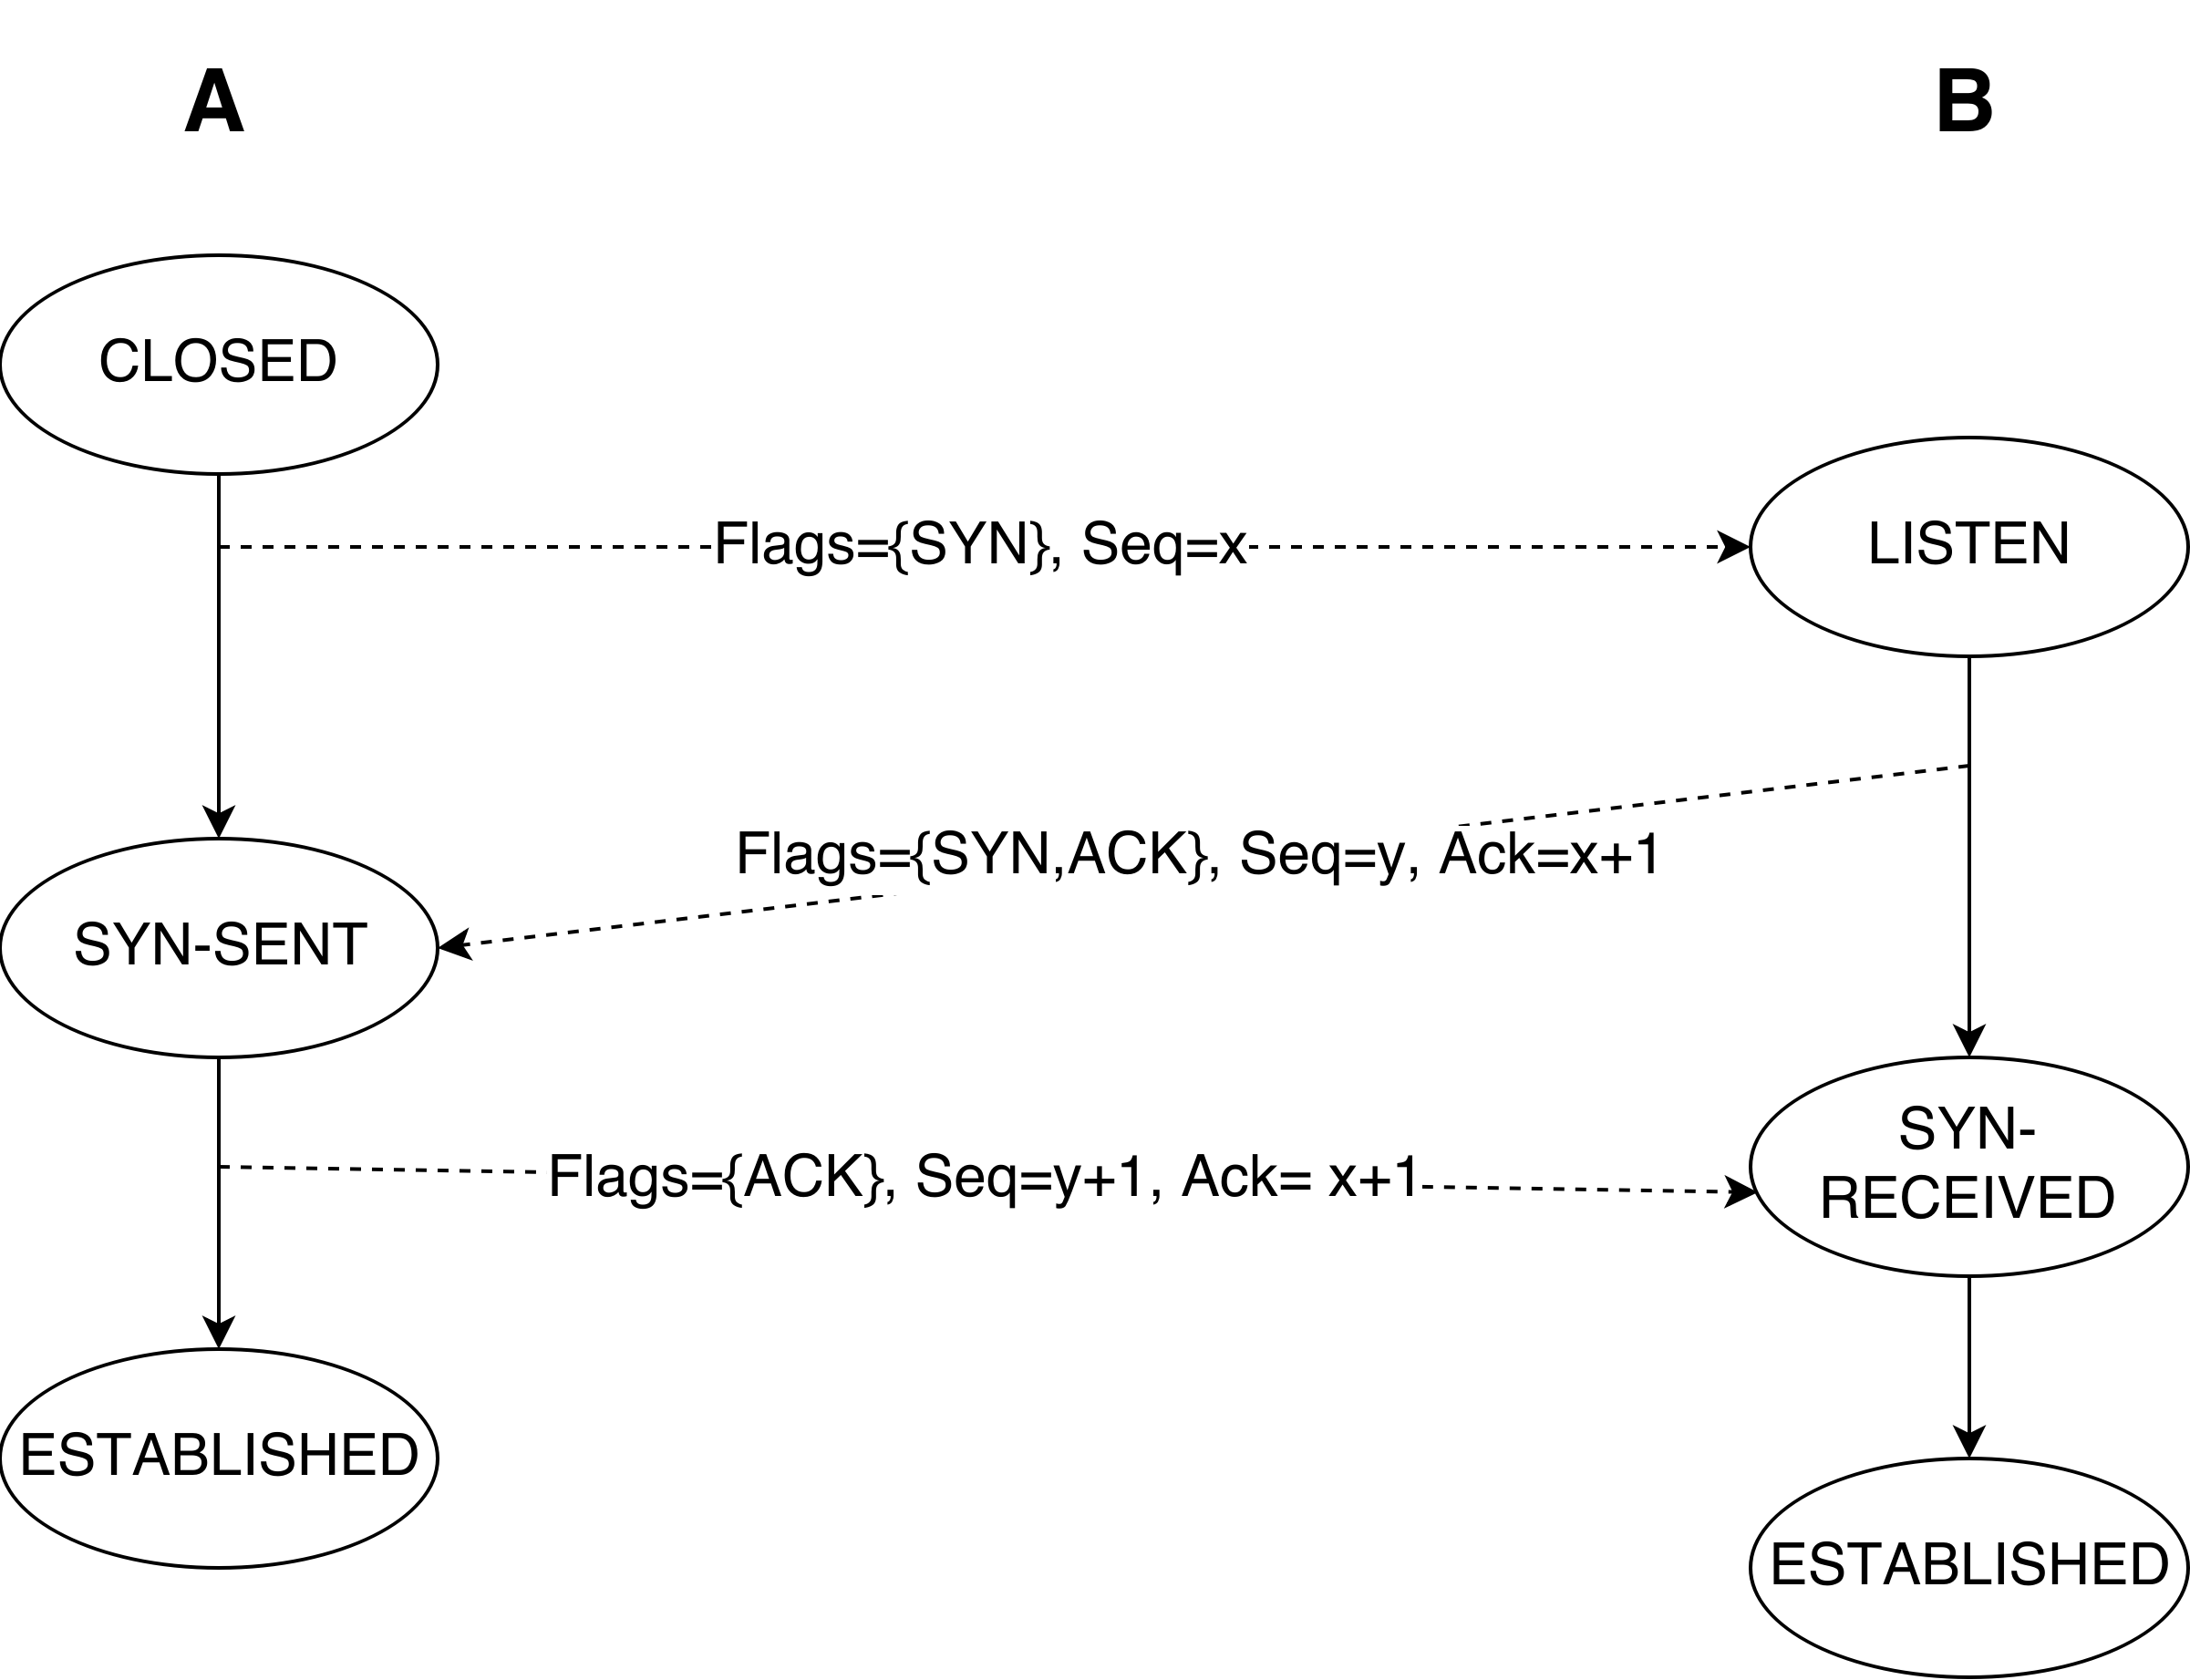 A
B
CLOSED
Flags={SYN}, Seq=x
LISTEN
Flags={SYN,ACK}, Seq=y, Ack=x+1
SYN-SENT
Flags={ACK}, Seq=y+1, Ack= x+1
SYN-
RECEIVED
ESTABLISHED
ESTABLISHED